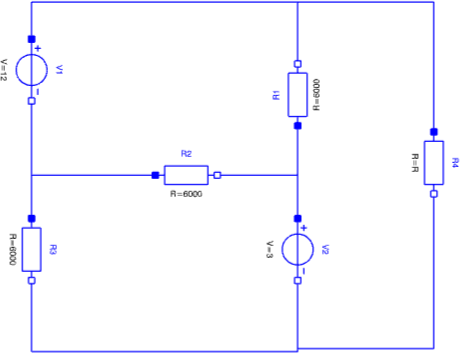 +
V1
V=12
-
R1
R=6000
R4
R=R
R2
R=6000
+
V2
V=3
-
R3
R=6000